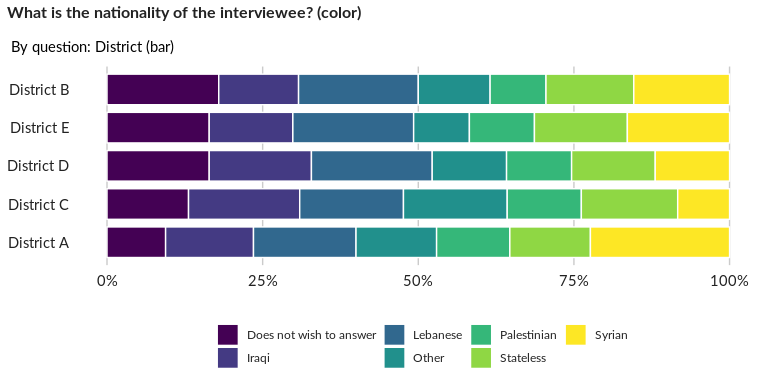 What is the nationality of the interviewee? (color)
By question: District (bar)
District B
District E
District D
District C
District A
0% 25% 50% 75% 100%
Does not wish to answer Lebanese Palestinian Syrian
Iraqi Other Stateless